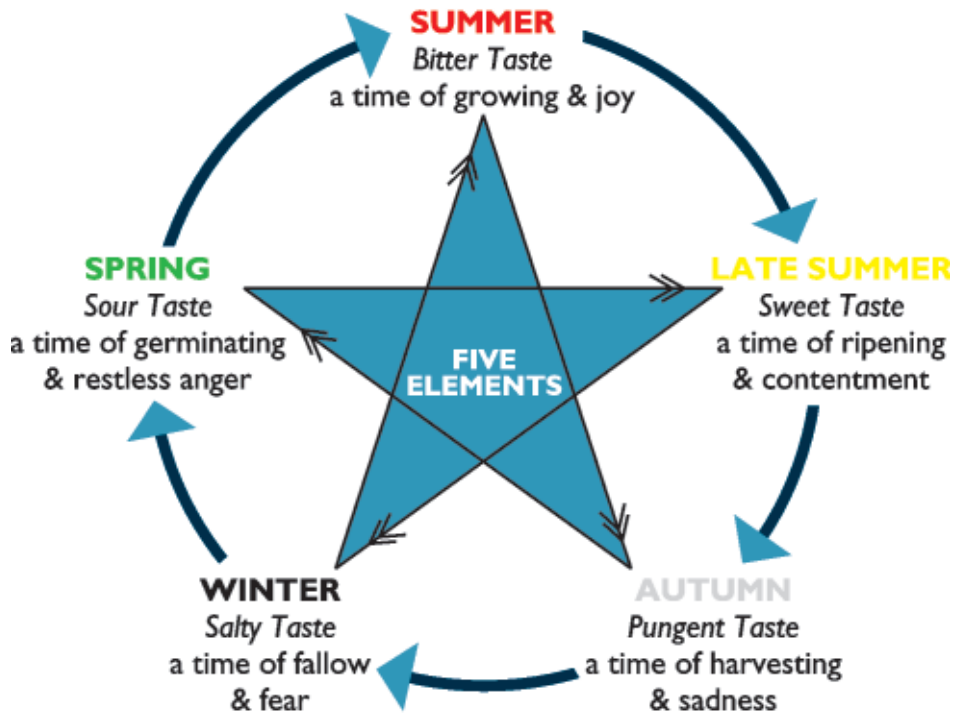 SUMMER
Bitter Taste
a time of growing & joy
SPRING
Sour Taste
a time of germinating
& restless anger
LATE SUMMER
Sweet Taste
a time of ripening
& contentment
FIVE
ELEMENTS
WINTER
Salty Taste
a time of fallow
& fear
AUTUMN
Pungent Taste
a time of harvesting
& sadness